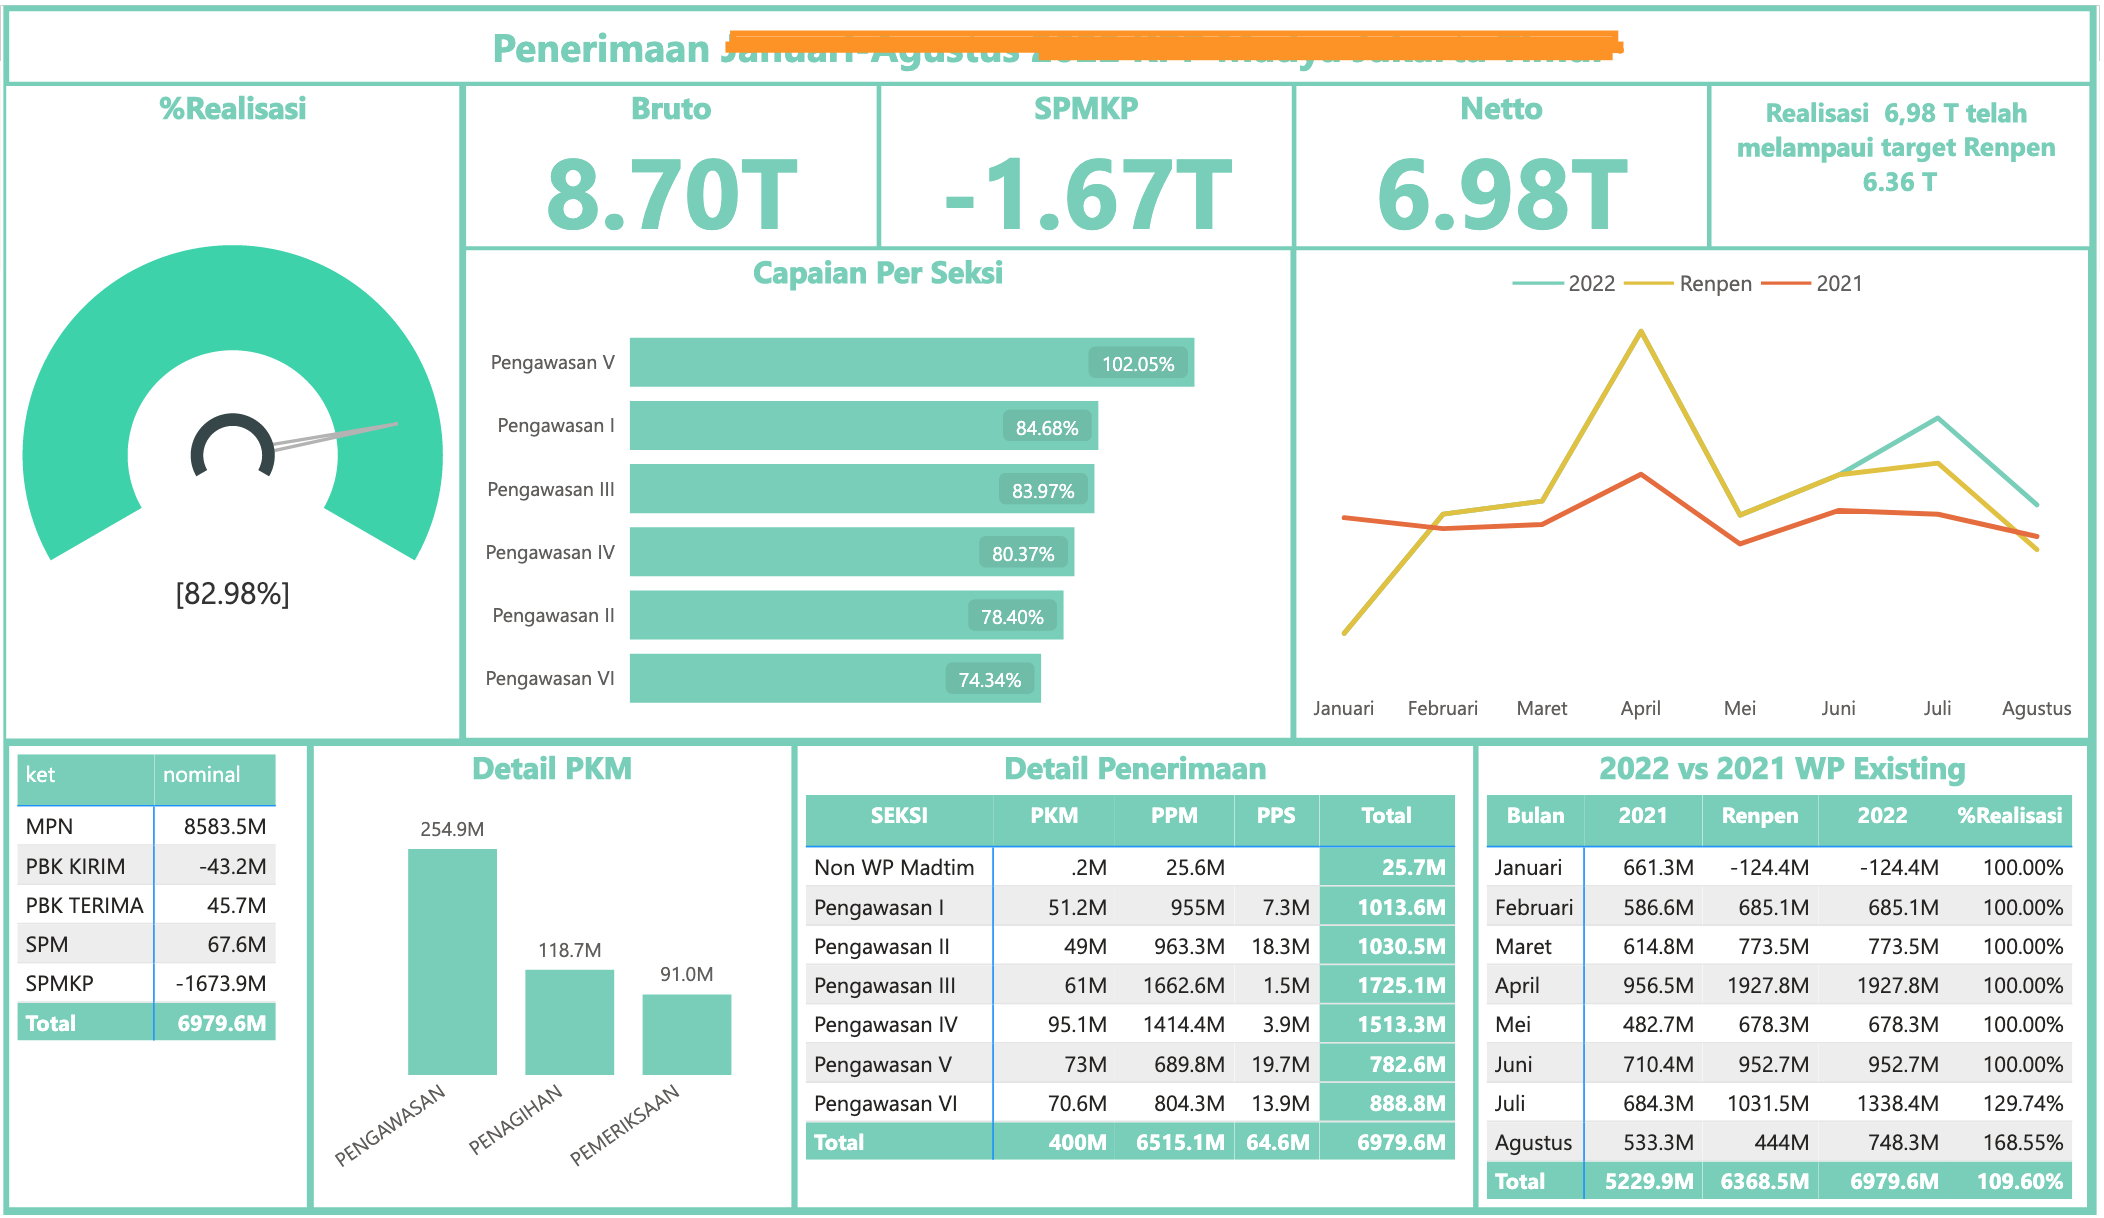 Penerimaan
%Realisasi
[82.98%]
Bruto
8.70T
SPMKP
-1.67T
Netto
6.98T
Realisasi 6,98 T telah
melampaui target Renpen
6.36 T
Capaian Per Seksi
Pengawasan V 102.05%
Pengawasan I 84.68%
Pengawasan III 83.97%
Pengawasan IV 80.37%
Pengawasan II 78.40%
Pengawasan VI 74.34%
2022 Renpen 2021
Januari Februari Maret April Mei Juni Juli Agustus
ket nominal
MPN 8583.5M
PBK KIRIM -43.2M
PBK TERIMA 45.7M
SPM 67.6M
SPMKP -1673.9M
Total 6979.6M
Detail PKM
254.9M
118.7M
91.0M
PENGAWASAN PENAGIHAN PEMERIKSAAN
Detail Penerimaan
SEKSI PKM PPM PPS Total
Non WP Madtim .2M 25.6M 25.7M
Pengawasan I 51.2M 955M 7.3M 1013.6M
Pengawasan II 49M 963.3M 18.3M 1030.5M
Pengawasan III 61M 1662.6M 1.5M 1725.1M
Pengawasan IV 95.1M 1414.4M 3.9M 1513.3M
Pengawasan V 73M 689.8M 19.7M 782.6M
Pengawasan VI 70.6M 804.3M 13.9M 888.8M
Total 400M 6515.1M 64.6M 6979.6M
2022 vs 2021 WP Existing
Bulan 2021 Renpen 2022 %Realisasi
Januari 661.3M -124.4M -124.4M 100.00%
Februari 586.6M 685.1M 685.1M 100.00%
Maret 614.8M 773.5M 773.5M 100.00%
April 956.5M 1927.8M 1927.8M 100.00%
Mei 482.7M 678.3M 678.3M 100.00%
Juni 710.4M 952.7M 952.7M 100.00%
Juli 684.3M 1031.5M 1338.4M 129.74%
Agustus 533.3M 444M 748.3M 168.55%
Total 5229.9M 6368.5M 6979.6M 109.60%